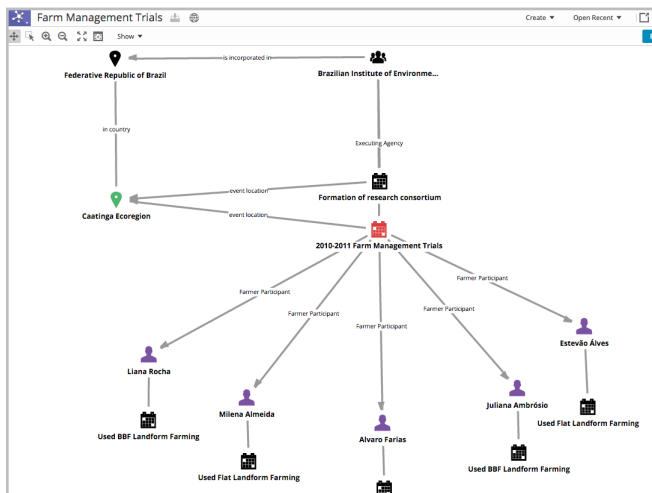 Farm Management Trials
Create
Open Recent
Show
is incorporated in
Federative Republic of Brazil
Brazilian Institute of Environme...
in country
Executing Agency
event location
Formation of research consortium
Caatinga Ecoregion
event location
2010-2011 Farm Management Trials
Farmer Participant
Farmer Participant
Farmer Participant
Farmer Participant
Farmer Participant
Estevão Álves
Liana Rocha
Juliana Ambrósio
Milena Almeida
Used Flat Landform Farming
Used BBF Landform Farming
Alvaro Farias
Used BBF Landform Farming
Used Flat Landform Farming